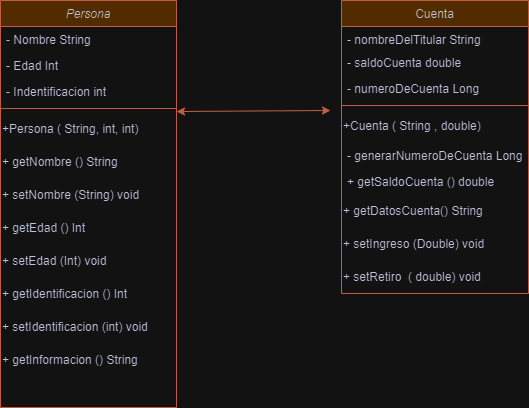 Persona
- Nombre String
- Edad Int
- Indentificacion int
+Persona ( String, int, int)
+ getNombre () String
+ setNombre (String) void
+ getEdad () Int
+ setEdad (Int) void
+ getIdentificacion () Int
+ setIdentificacion (int) void
+ getInformacion () String
Cuenta
- nombreDelTitular String
- saldoCuenta double
- numeroDeCuenta Long
+Cuenta ( String , double)
- generarNumeroDeCuenta Long
+ getSaldoCuenta () double
+ getDatosCuenta() String
+ setIngreso (Double) void
+ setRetiro ( double) void